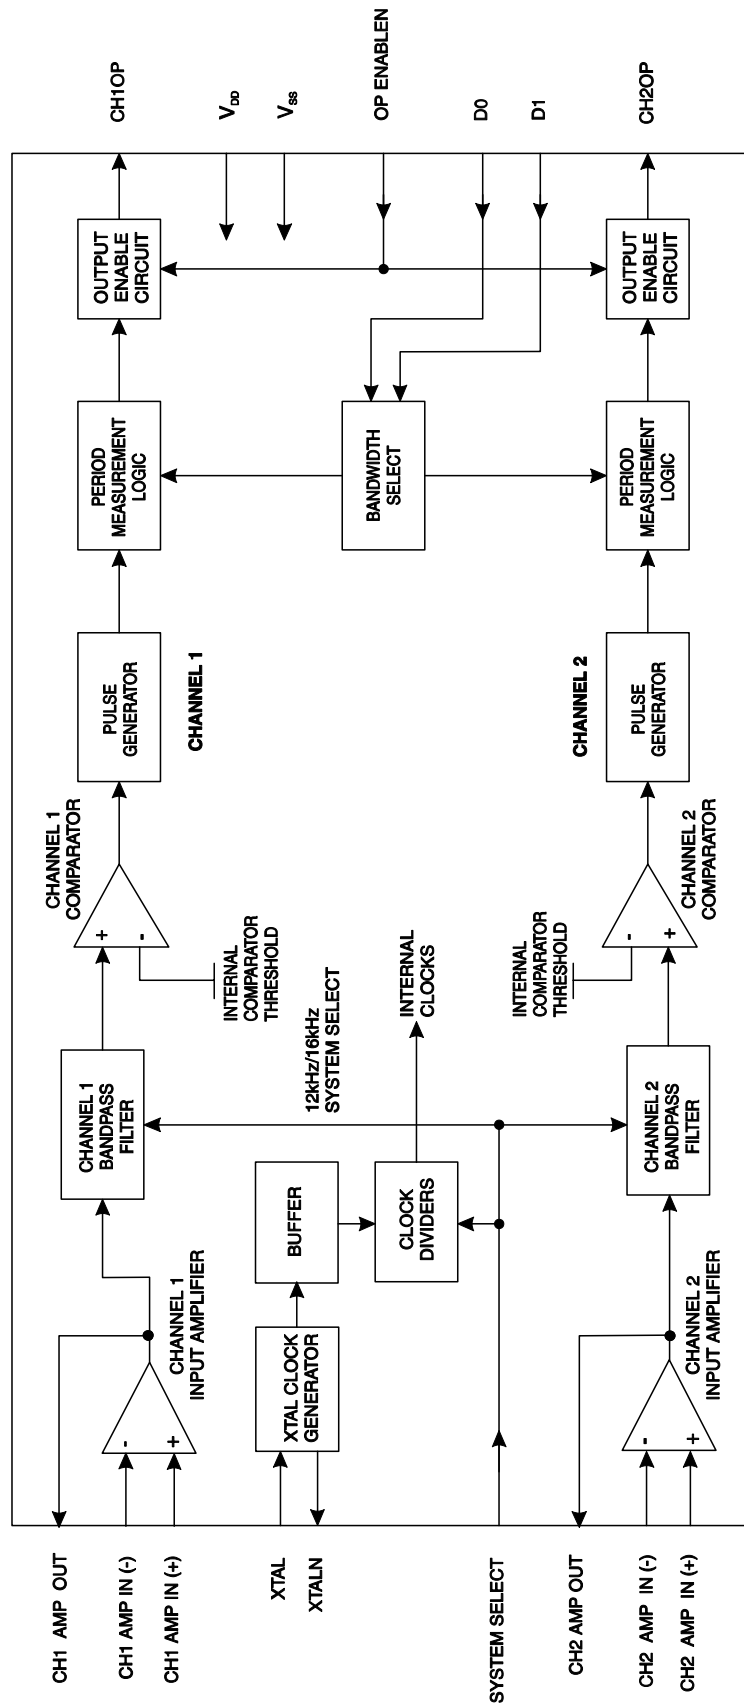 CH1 AMP OUT
CH1 AMP IN (-)
CH1 AMP IN (+)
XTAL
XTALN
SYSTEM SELECT
CH2 AMP OUT
CH2 AMP IN (-)
CH2 AMP IN (+)
-
+
CHANNEL 1
INPUT AMPLIFIER
CHANNEL 1
BANDPASS
FILTER
+
-
CHANNEL 1
COMPARATOR
INTERNAL
COMPARATOR
THRESHOLD
PULSE
GENERATOR
CHANNEL 1
PERIOD
MEASUREMENT
LOGIC
OUTPUT
ENABLE
CIRCUIT
CH1OP
VDD
VSS
OP ENABLEN
D0
D1
CH2OP
XTAL CLOCK
GENERATOR
BUFFER
CLOCK
DIVIDERS
12kHz/16kHz
SYSTEM SELECT
INTERNAL
CLOCKS
BANDWIDTH
SELECT
-
+
CHANNEL 2
INPUT AMPLIFIER
CHANNEL 2
BANDPASS
FILTER
INTERNAL
COMPARATOR
THRESHOLD
-
+
CHANNEL 2
COMPARATOR
CHANNEL 2
PULSE
GENERATOR
PERIOD
MEASUREMENT
LOGIC
OUTPUT
ENABLE
CIRCUIT